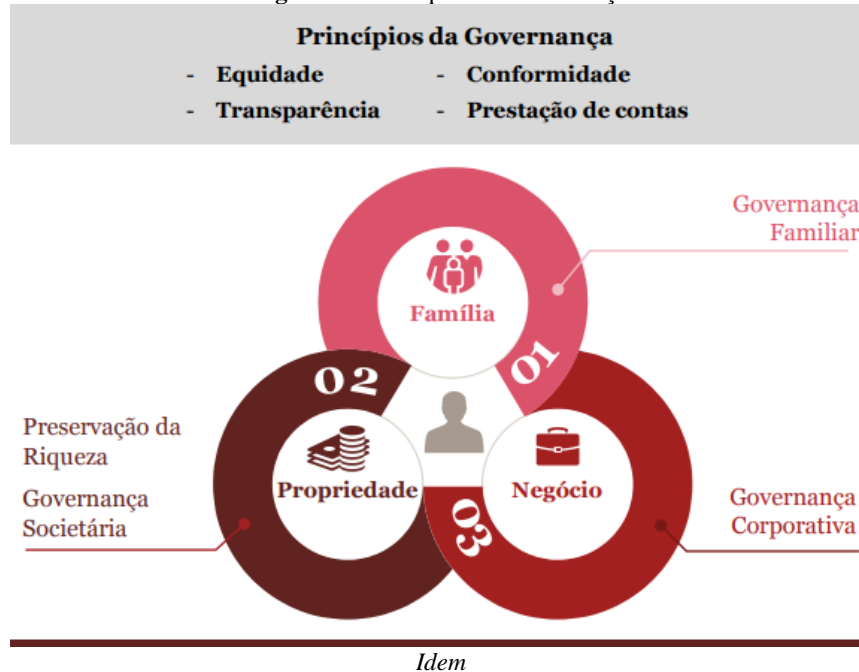 Princípios da Governança
- Equidade - Conformidade
- Transparência - Prestação de contas
Governança
Familiar
Família
01
02
Preservação da
Riqueza
Propriedade
Negócio
Governança
Societária
Governança
Corporativa
03
Idem